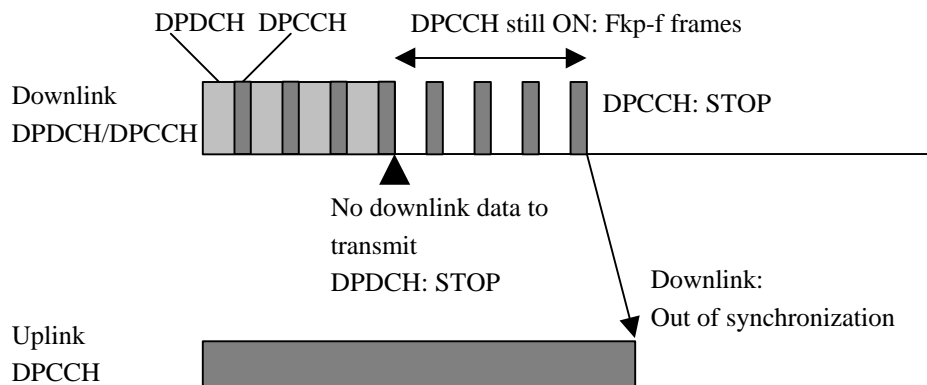 DPDCH DPCCH
DPCCH still ON: Fkp-f frames
Downlink
DPDCH/DPCCH
DPCCH: STOP
No downlink data to
transmit
DPDCH: STOP
Downlink:
Out of synchronization
Uplink
DPCCH